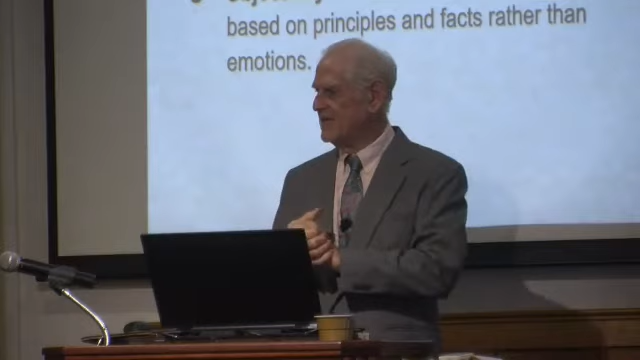 based on principles and facts rather than
emotions.